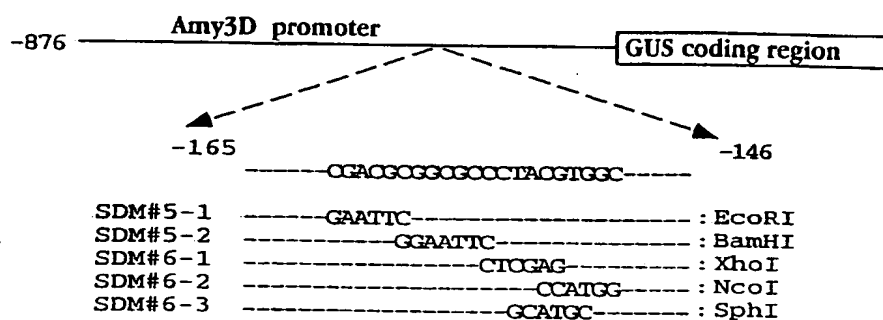 Amy3D promoter
-876 GUS coding region
-165 -146
------CGACGCGGCGCCCTACGTGGC-----
SDM#5-1 ------GAATTC-------------------- : EcoRI
SDM#5-2 -----------GGAATTC-------------- : BamHI
SDM#6-1 -----------------CTCGAG--------- : XhoI
SDM#6-2 ---------------------CCATGG----- : NcoI
SDM#6-3 -------------------GCATGC------- : SphI